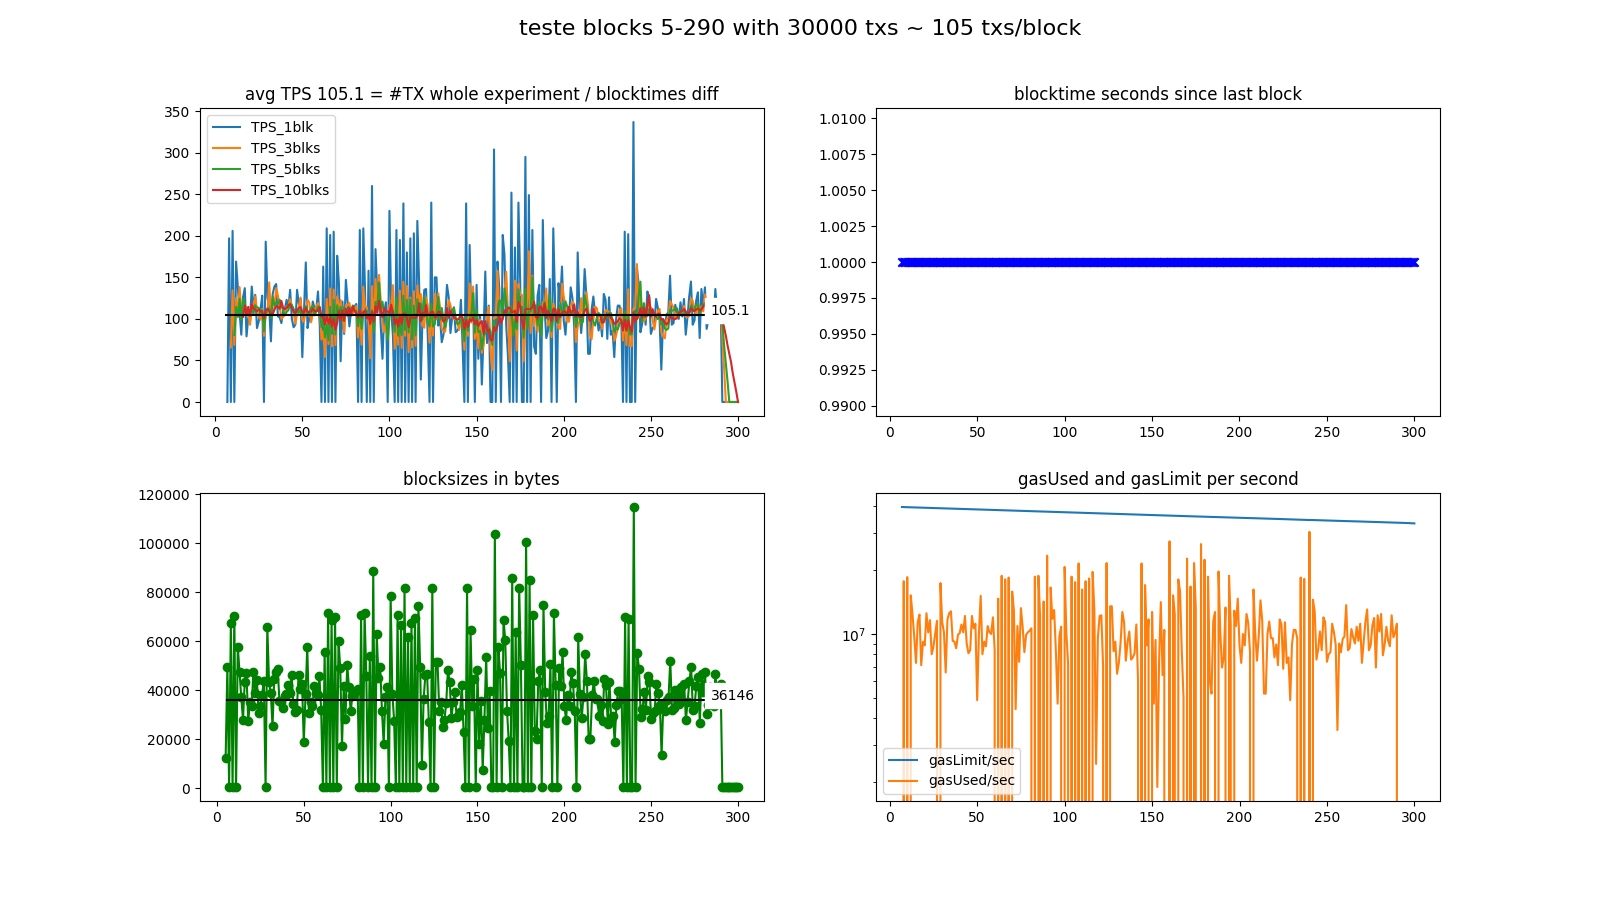 teste blocks 5-290 with 30000 txs ~ 105 txs/block
avg TPS 105.1 = #TX whole experiment / blocktimes diff
350
300
250
200
150
100
50
0
TPS_1blk
TPS_3blks
TPS_5blks
TPS_10blks
105.1
0 50 100 150 200 250 300
blocktime seconds since last block
1.0100
1.0075
1.0050
1.0025
1.0000
0.9975
0.9950
0.9925
0.9900
0 50 100 150 200 250 300
blocksizes in bytes
120000
100000
80000
60000
40000
20000
0
36146
0 50 100 150 200 250 300
gasUsed and gasLimit per second
10⁷
gasLimit/sec
gasUsed/sec
0 50 100 150 200 250 300